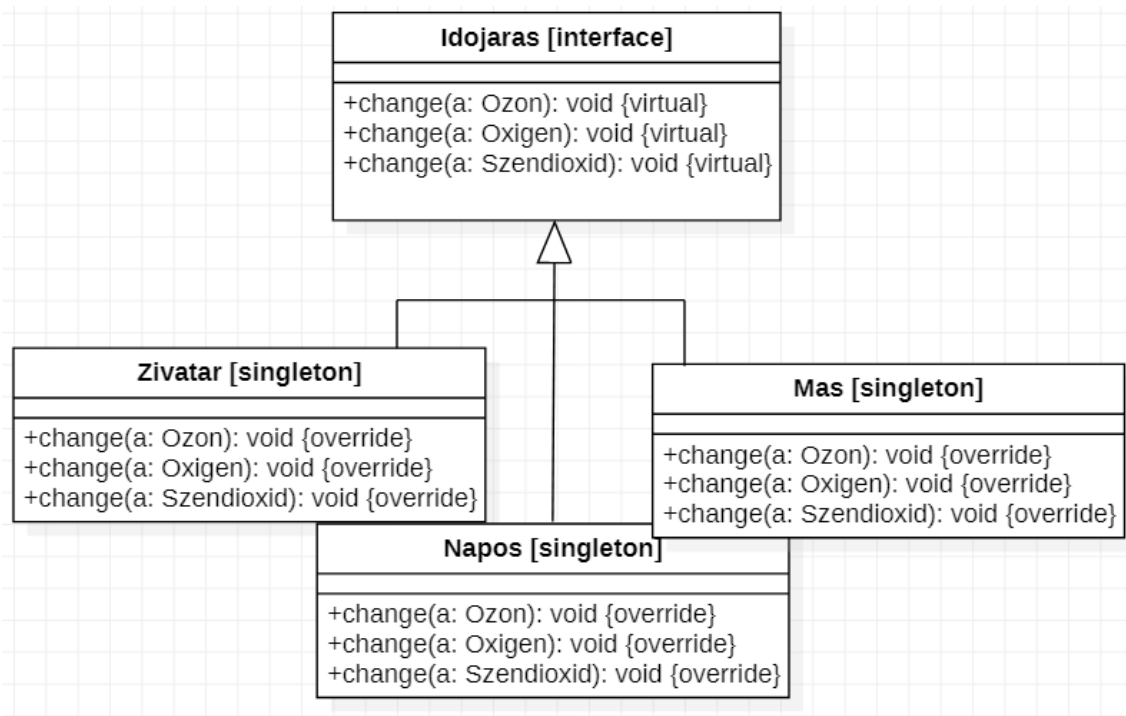 Idojaras [interface]
+change(a: Ozon): void {virtual}
+change(a: Oxigen): void {virtual}
+change(a: Szendioxid): void {virtual}
Zivatar [singleton]
+change(a: Ozon): void {override}
+change(a: Oxigen): void {override}
+change(a: Szendioxid): void {override}
Mas [singleton]
+change(a: Ozon): void {override}
+change(a: Oxigen): void {override}
+change(a: Szendioxid): void {override}
Napos [singleton]
+change(a: Ozon): void {override}
+change(a: Oxigen): void {override}
+change(a: Szendioxid): void {override}